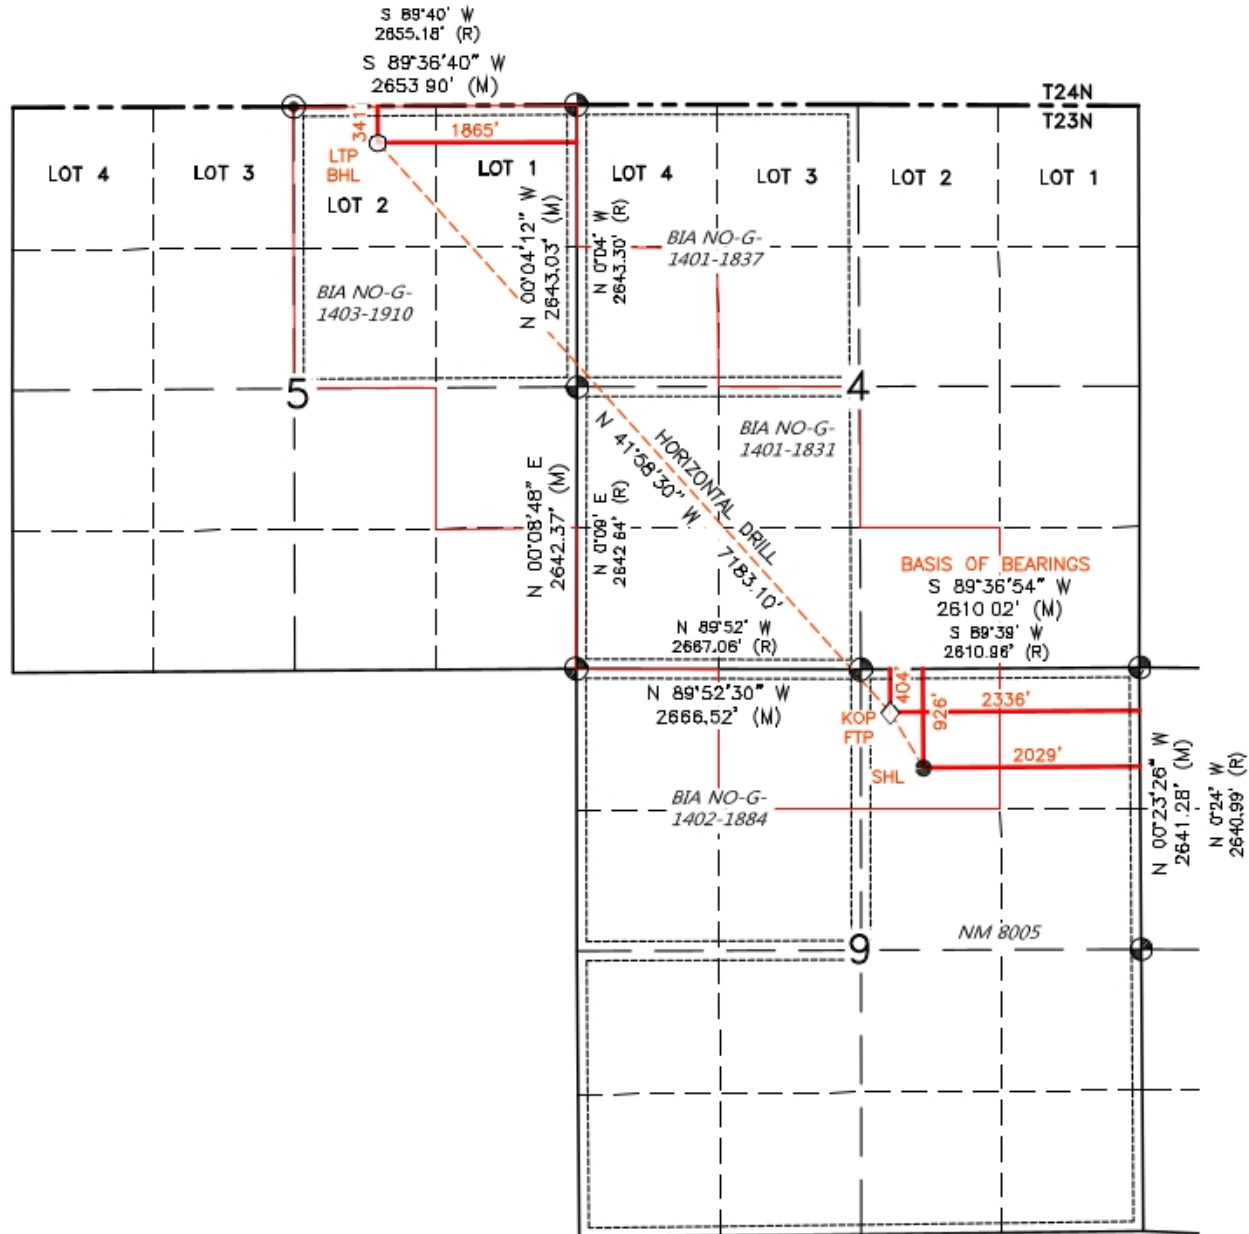 S 89°40' W
2655.18' (R)
S 89°36'40" W
2653 90' (M)
T24N
T23N
341'
1865'
LTP
BHL
LOT 4
LOT 3
LOT 2
LOT 1
LOT 4
LOT 3
LOT 2
LOT 1
N 00°04'12" W
2643.03' (M)
N 0°04' W
2643.30' (R)
BIA NO-G-
1401-1837
BIA NO-G-
1403-1910
5
4
BIA NO-G-
1401-1831
HORIZONTAL DRILL
N 41°58'30" W 7183.10'
N 00°08'48" E
2642.37' (M)
N 0°09' E
2642 64' (R)
BASIS OF BEARINGS
S 89°36'54" W
2610 02' (M)
S 89°39' W
2610.96' (R)
N 89°52' W
2667.06' (R)
N 89°52'30" W
2666.52' (M)
404'
926'
2336'
KOP
FTP
2029'
SHL
N 00°23'26" W
2641.28' (M)
N 0°24' W
2640.99' (R)
BIA NO-G-
1402-1884
NM 8005
9